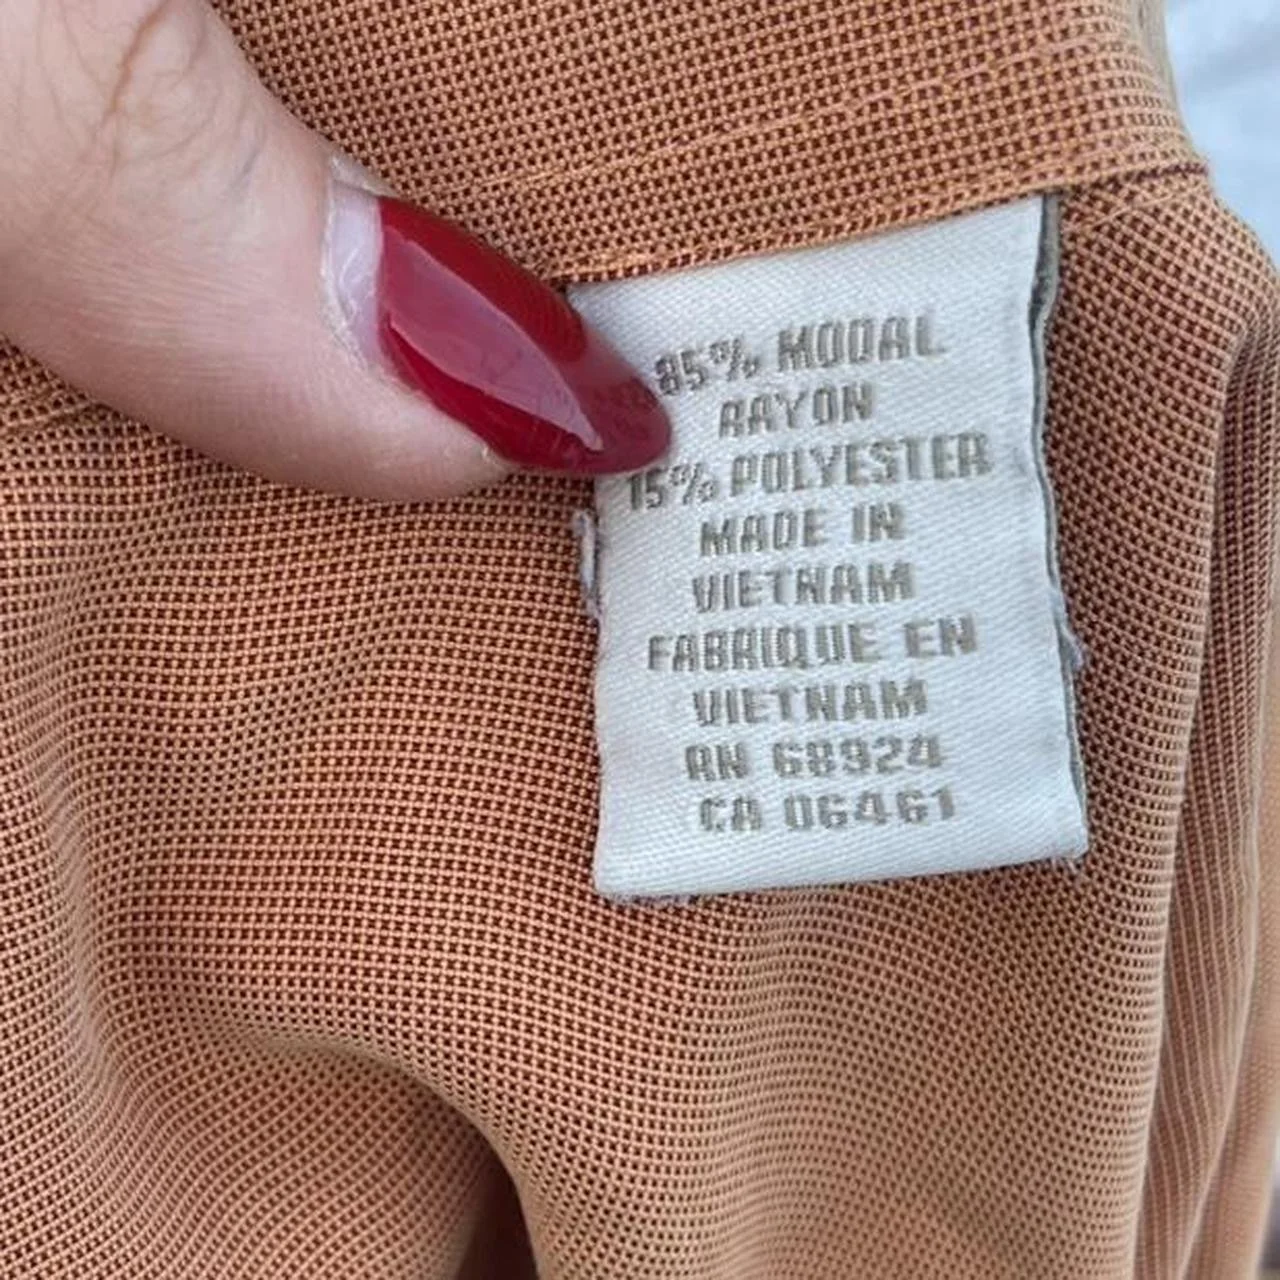 85% MODAL
RAYON
15% POLYESTER
MADE IN
VIETNAM
FABRIQUE EN
VIETNAM
RN 68924
CA 06461